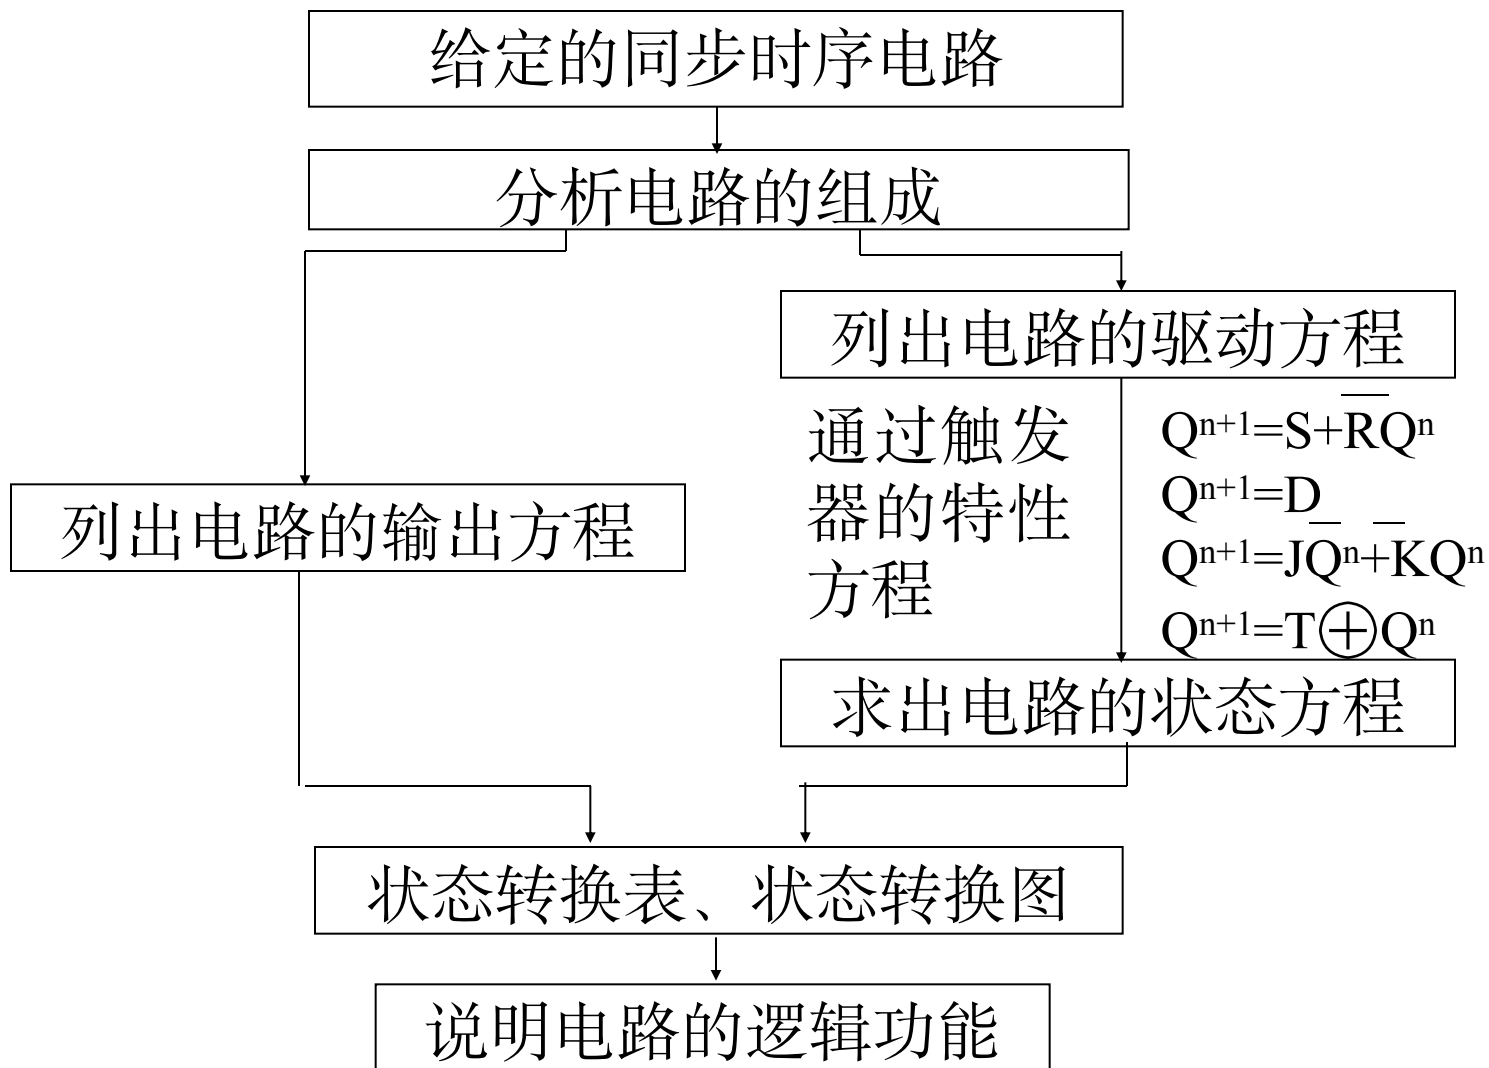 给定的同步时序电路
分析电路的组成
列出电路的驱动方程
通过触发
器的特性
方程
Qⁿ⁺¹=S+R̅Qⁿ
Qⁿ⁺¹=D
Qⁿ⁺¹=JQ̅ⁿ+K̅Qⁿ
Qⁿ⁺¹=T⊕Qⁿ
列出电路的输出方程
求出电路的状态方程
状态转换表、状态转换图
说明电路的逻辑功能